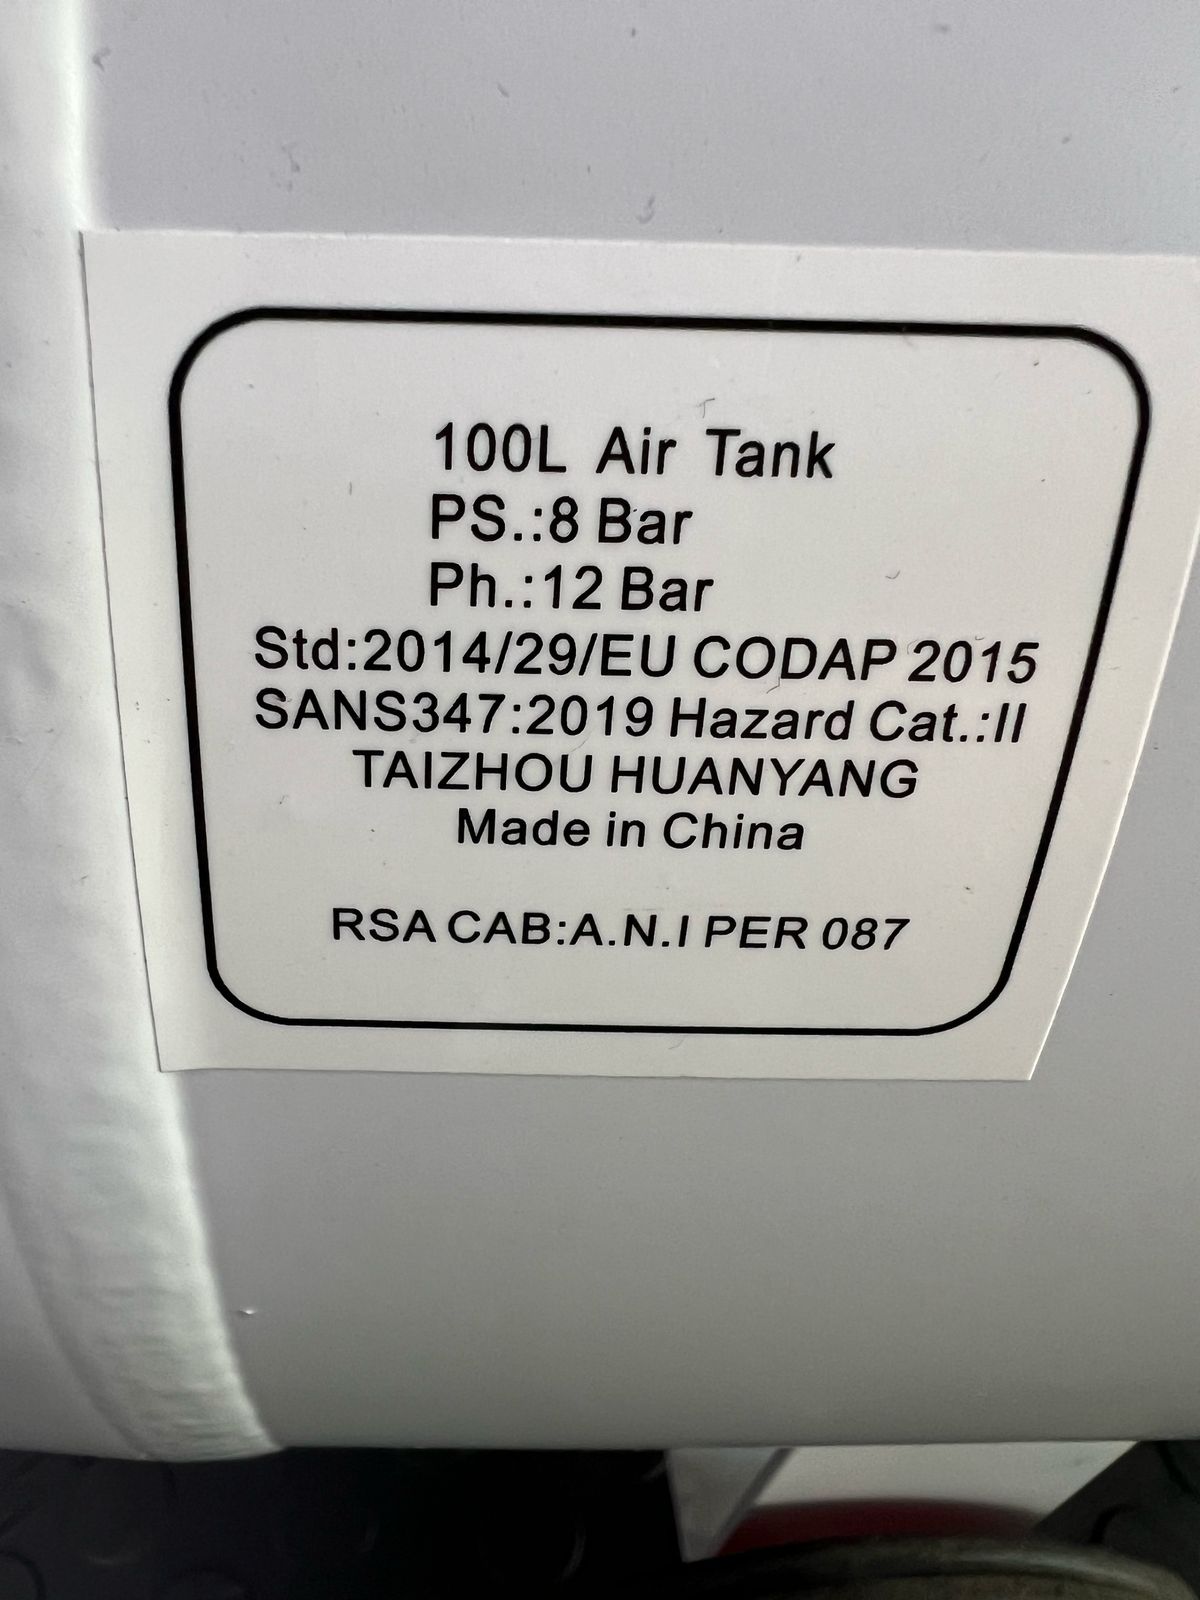 100L Air Tank
PS.:8 Bar
Ph.:12 Bar
Std:2014/29/EU CODAP 2015
SANS347:2019 Hazard Cat.:II
TAIZHOU HUANYANG
Made in China
RSA CAB:A.N.I PER 087